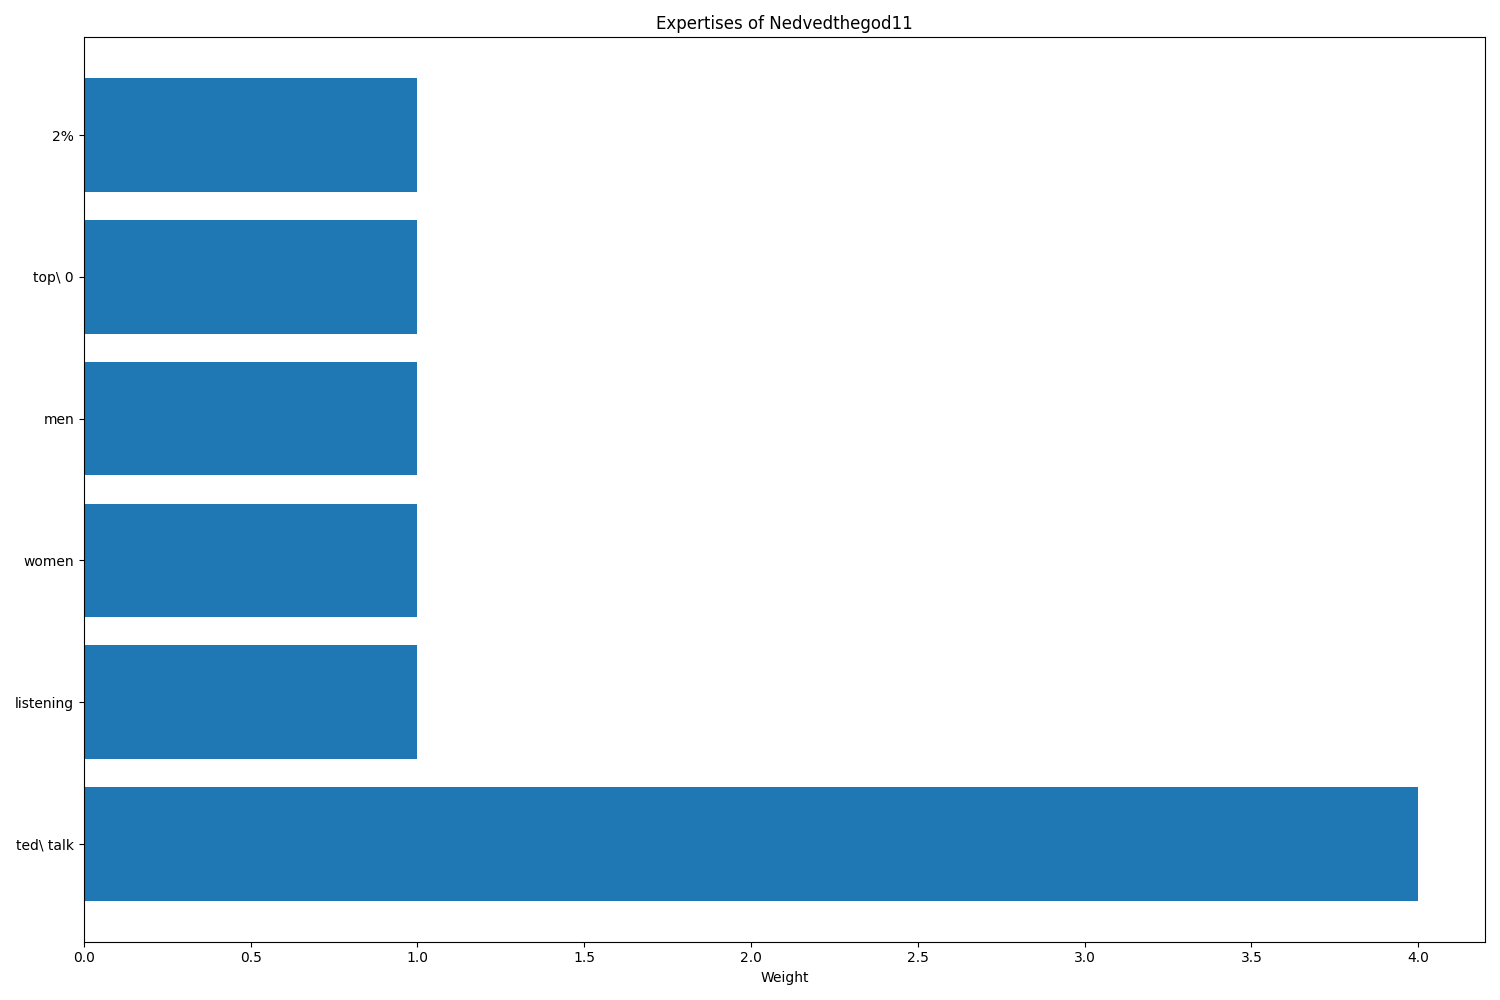 Expertises of Nedvedthegod11
2%
top\ 0
men
women
listening
ted\ talk
0.0 0.5 1.0 1.5 2.0 2.5 3.0 3.5 4.0
Weight